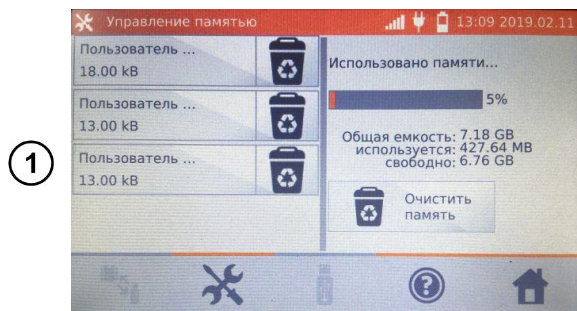 Управление памятью
13:09 2019.02.11
Пользователь ...
18.00 kB
Пользователь ...
13.00 kB
Пользователь ...
13.00 kB
Использовано памяти...
5%
Общая емкость: 7.18 GB
используется: 427.64 MB
свободно: 6.76 GB
Очистить
память
1